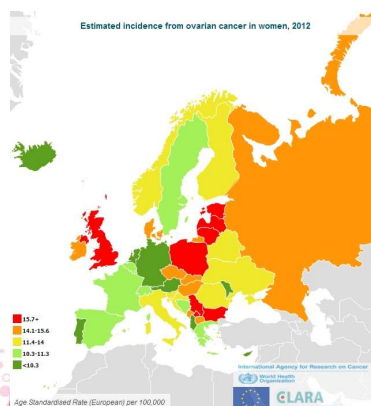 Estimated incidence from ovarian cancer in women, 2012
15.7+
14.1-15.6
11.4-14
10.3-11.3
<10.3
International Agency for Research on Cancer
World Health
Organization
CLARA
Age Standardised Rate (European) per 100,000